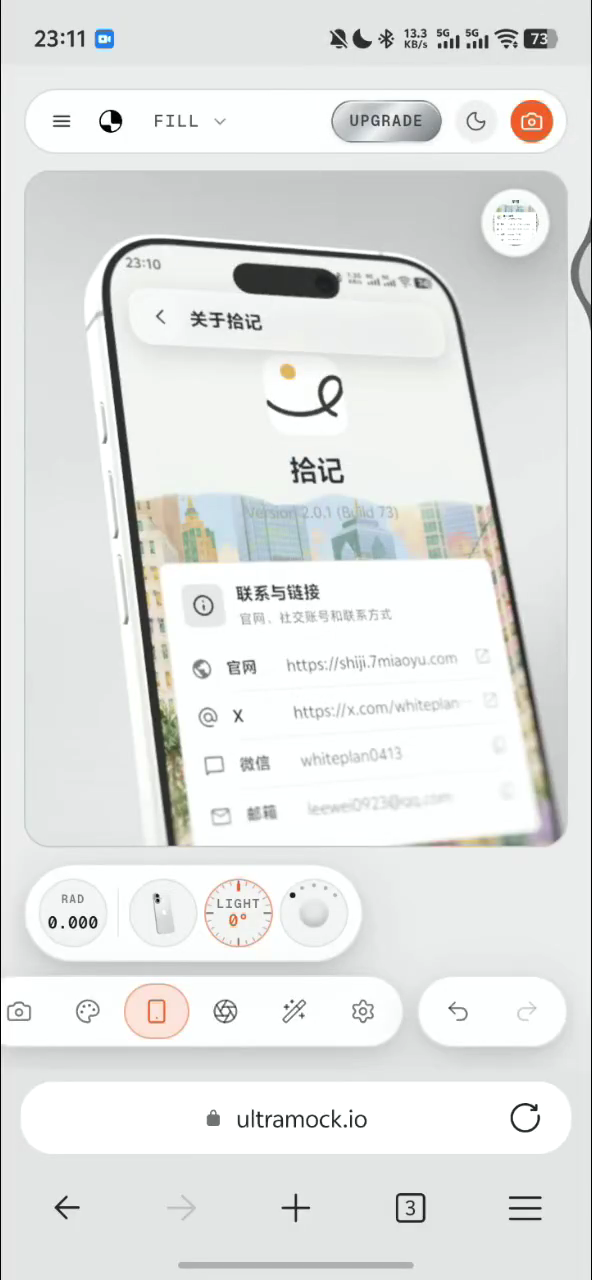 23:11
13.3 KB/s 5G 5G 73
FILL
UPGRADE
23:10
关于拾记
拾记
Version 2.0.1 (Build 73)
联系与链接
官网、社交账号和联系方式
官网 https://shiji.7miaoyu.com
X https://x.com/whiteplan
微信 whiteplan0413
邮箱 leewei0923@qq.com
RAD
0.000
LIGHT
0°
ultramock.io
3